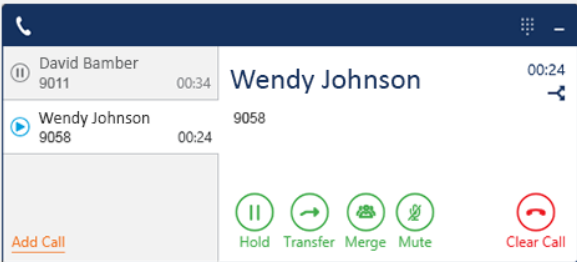 David Bamber
9011 00:34
Wendy Johnson
9058 00:24
Add Call
Wendy Johnson 00:24
9058
Hold Transfer Merge Mute Clear Call